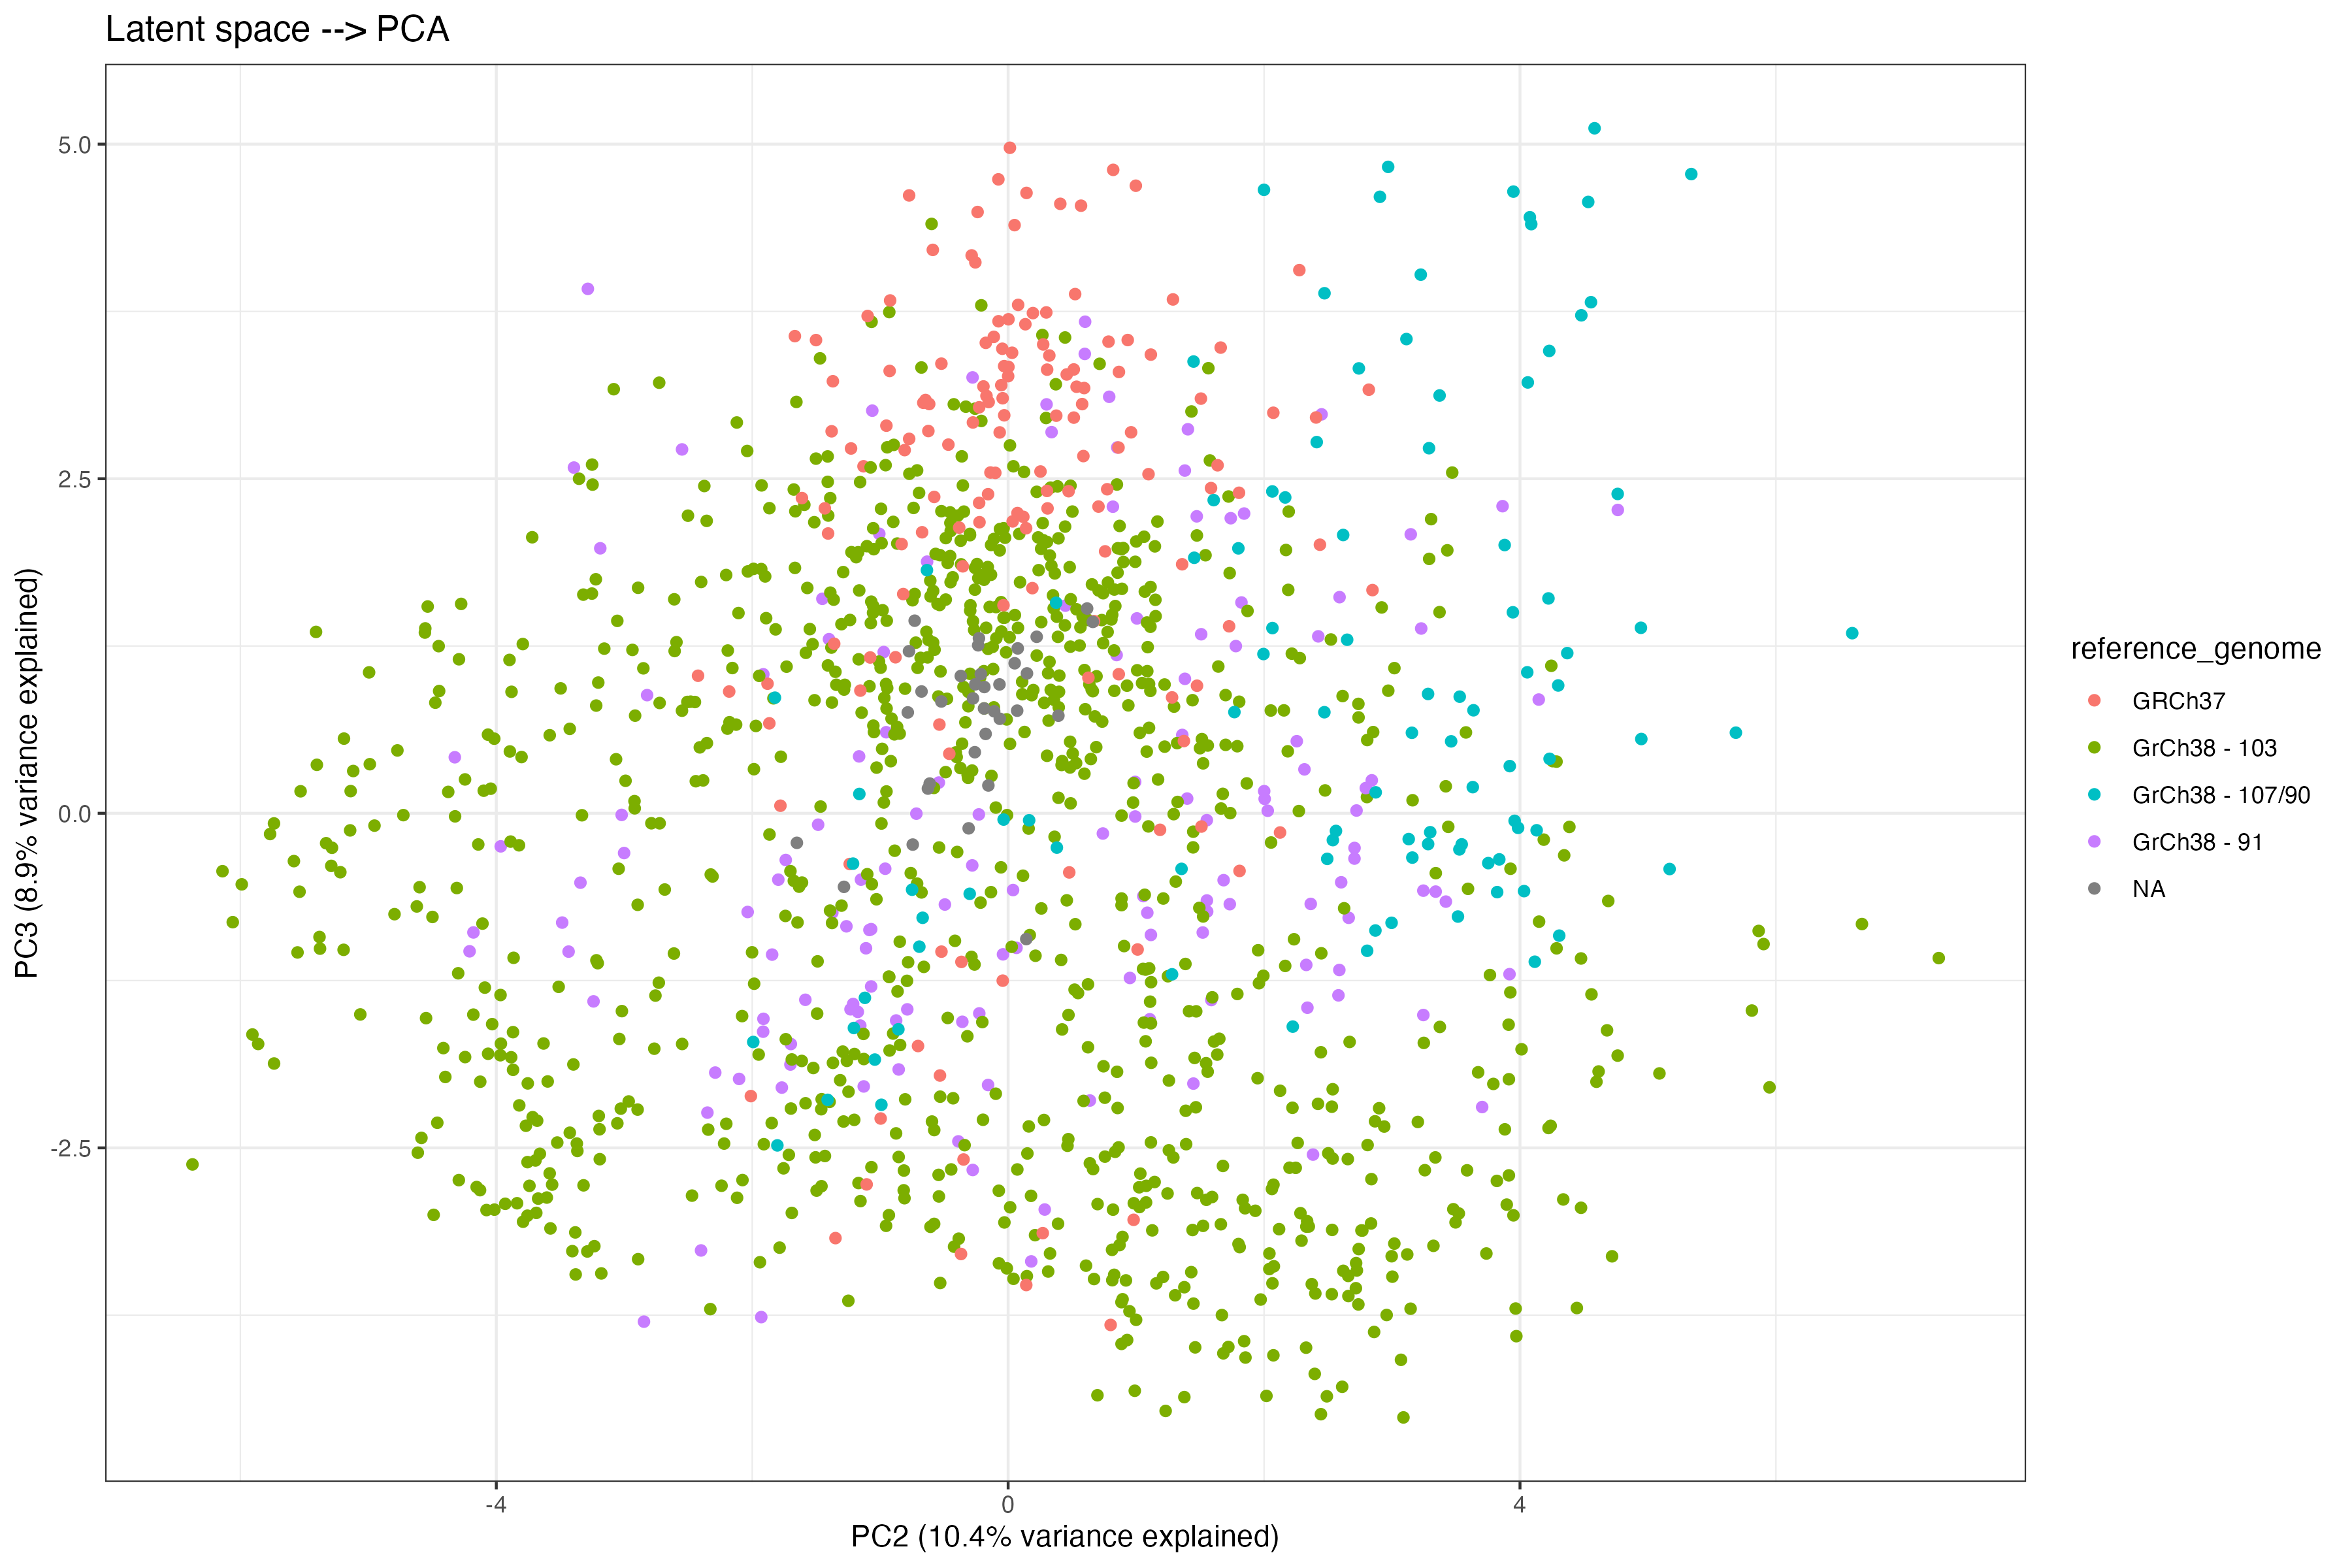 Latent space --> PCA
PC3 (8.9% variance explained)
5.0
2.5
0.0
-2.5
-4
0
4
PC2 (10.4% variance explained)
reference_genome
GRCh37
GrCh38 - 103
GrCh38 - 107/90
GrCh38 - 91
NA